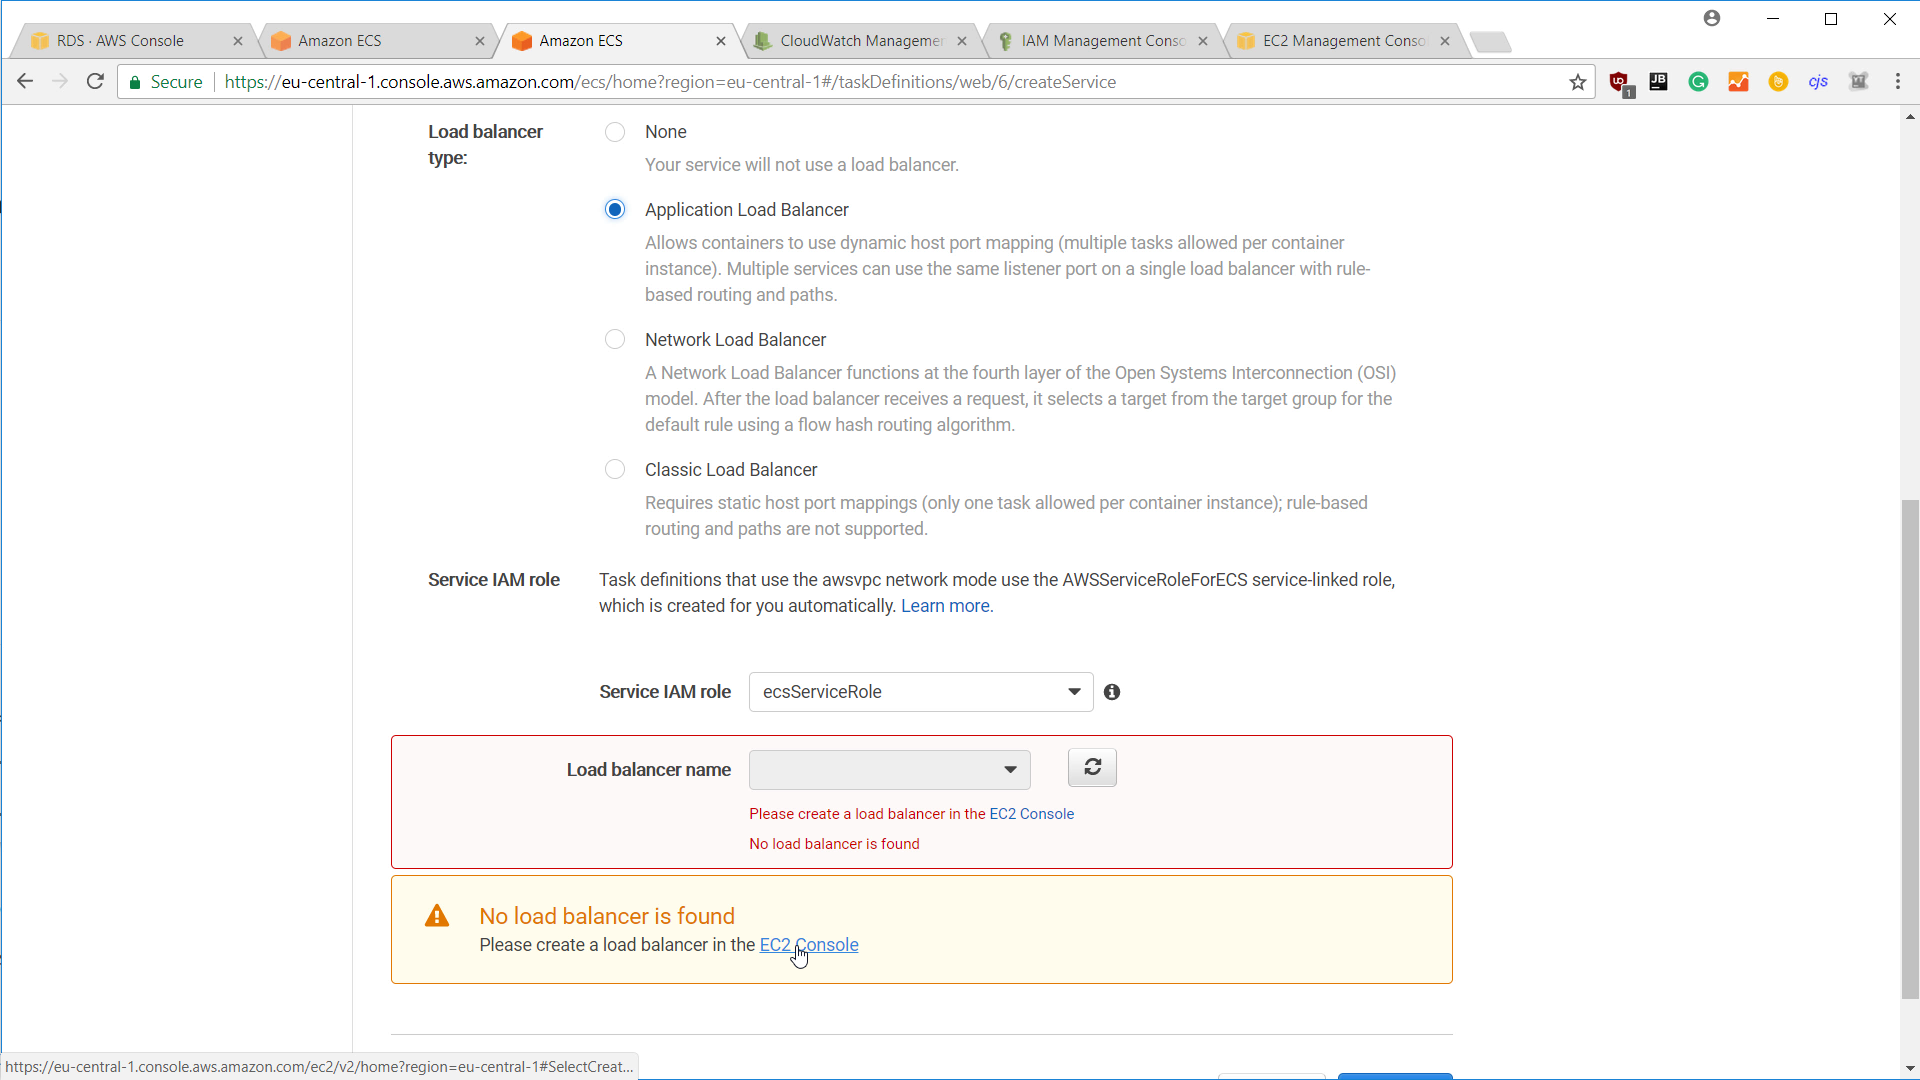 RDS · AWS Console
Amazon ECS
Amazon ECS
CloudWatch Managemen
IAM Management Conso
EC2 Management Consol
Secure
https://eu-central-1.console.aws.amazon.com/ecs/home?region=eu-central-1#/taskDefinitions/web/6/createService
1
JB
cjs
Load balancer
type:
None
Your service will not use a load balancer.
Application Load Balancer
Allows containers to use dynamic host port mapping (multiple tasks allowed per container
instance). Multiple services can use the same listener port on a single load balancer with rule-
based routing and paths.
Network Load Balancer
A Network Load Balancer functions at the fourth layer of the Open Systems Interconnection (OSI)
model. After the load balancer receives a request, it selects a target from the target group for the
default rule using a flow hash routing algorithm.
Classic Load Balancer
Requires static host port mappings (only one task allowed per container instance); rule-based
routing and paths are not supported.
Service IAM role
Task definitions that use the awsvpc network mode use the AWSServiceRoleForECS service-linked role,
which is created for you automatically. Learn more.
Service IAM role
ecsServiceRole
Load balancer name
Please create a load balancer in the EC2 Console
No load balancer is found
No load balancer is found
Please create a load balancer in the EC2 Console
https://eu-central-1.console.aws.amazon.com/ec2/v2/home?region=eu-central-1#SelectCreat...